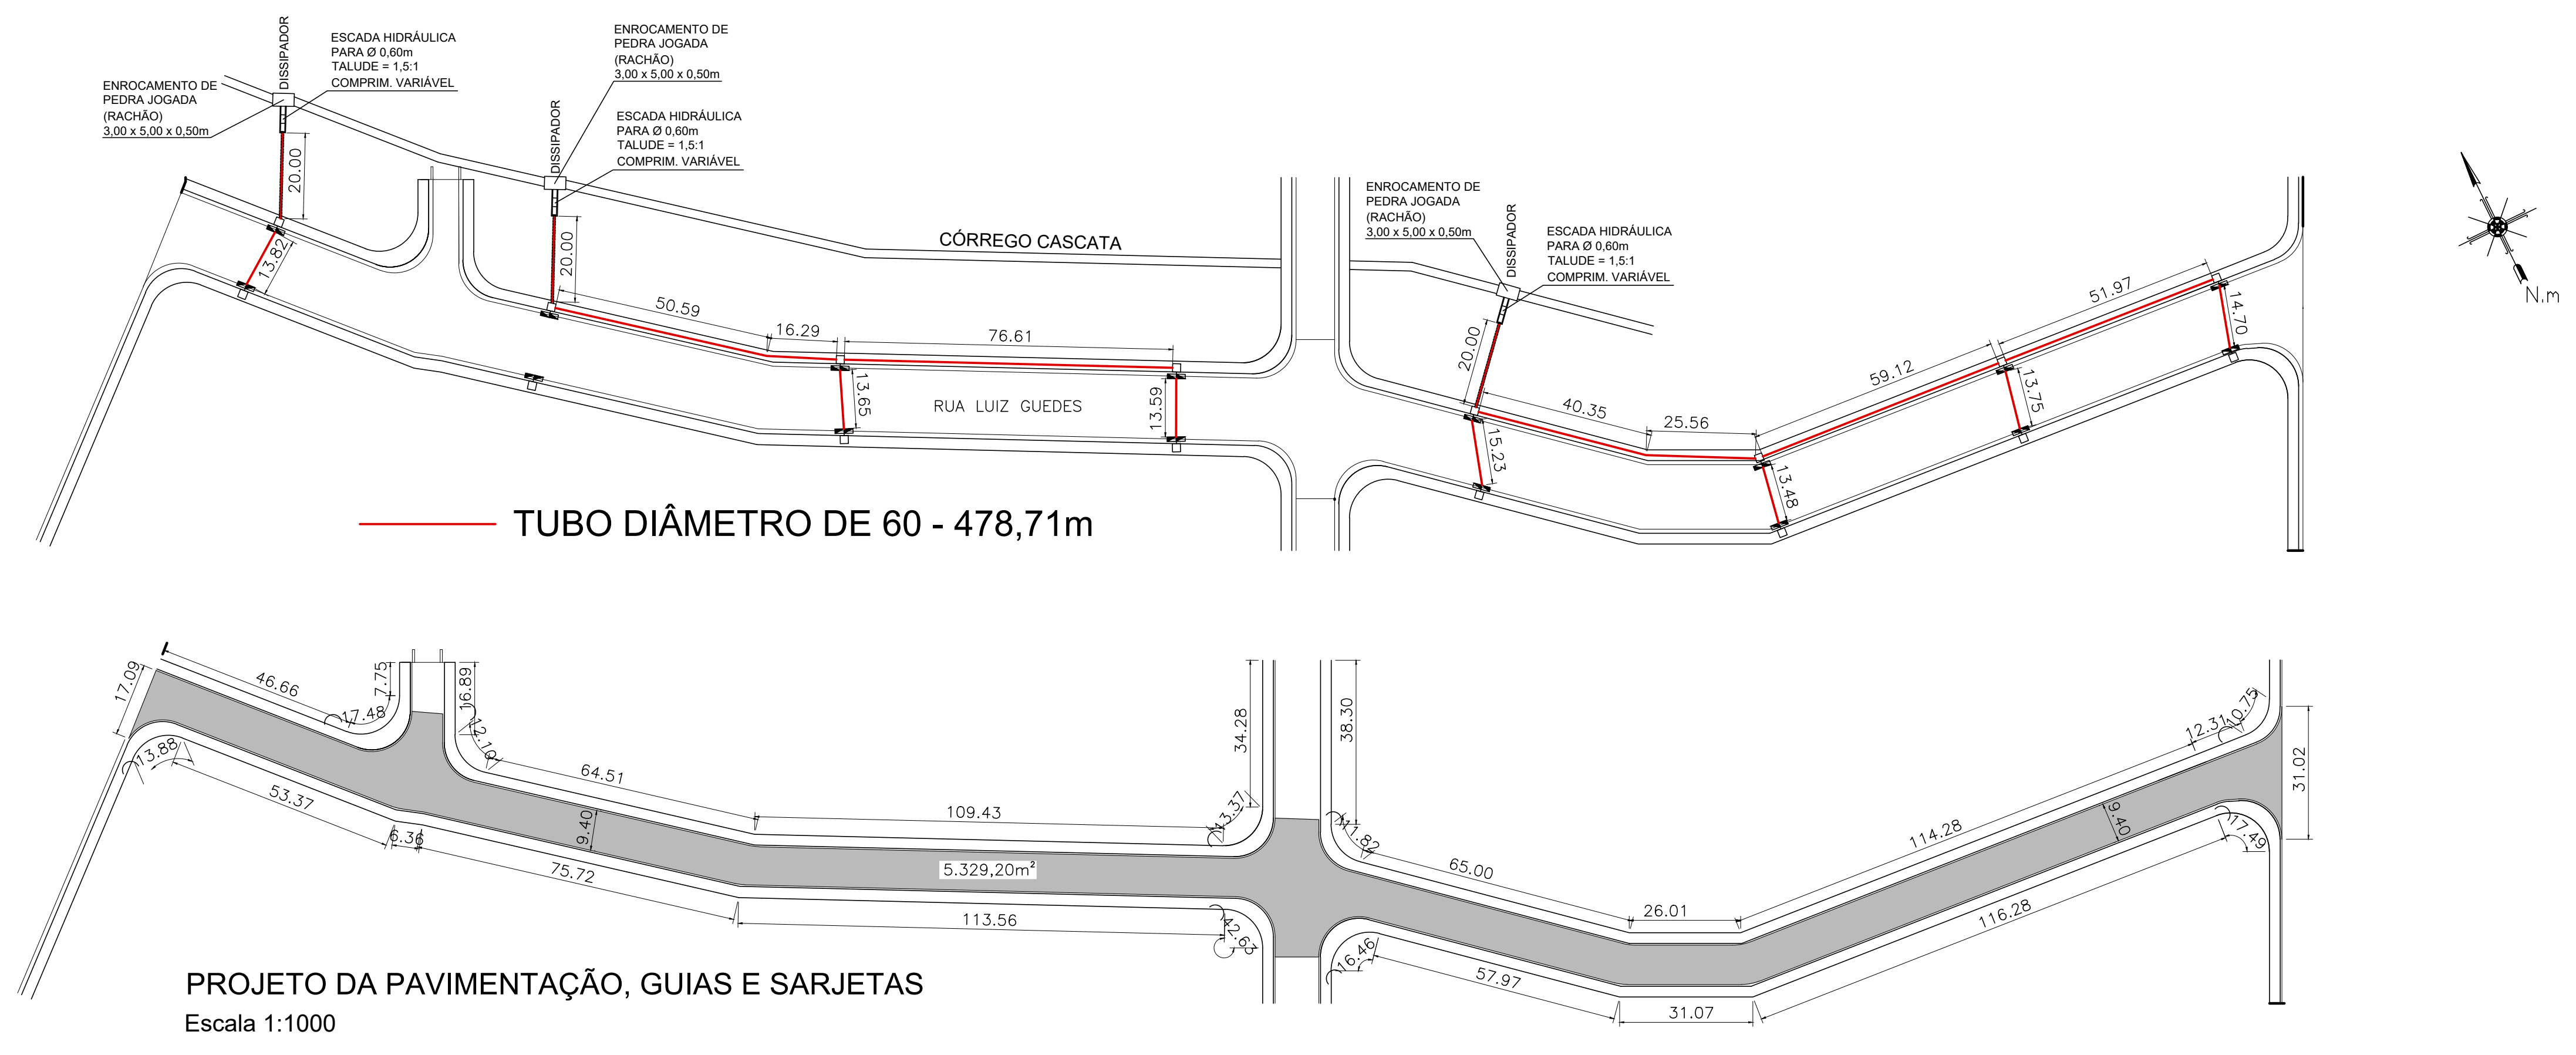 DISSIPADOR
ESCADA HIDRÁULICA
PARA Ø 0,60m
TALUDE = 1,5:1
COMPRIM. VARIÁVEL
ENROCAMENTO DE
PEDRA JOGADA
(RACHÃO)
3,00 x 5,00 x 0,50m
ENROCAMENTO DE
PEDRA JOGADA
(RACHÃO)
3,00 x 5,00 x 0,50m
DISSIPADOR
ESCADA HIDRÁULICA
PARA Ø 0,60m
TALUDE = 1,5:1
COMPRIM. VARIÁVEL
ENROCAMENTO DE
PEDRA JOGADA
(RACHÃO)
3,00 x 5,00 x 0,50m
DISSIPADOR
ESCADA HIDRÁULICA
PARA Ø 0,60m
TALUDE = 1,5:1
COMPRIM. VARIÁVEL
20.00
13.82
20.00
50.59
16.29
76.61
CÓRREGO CASCATA
13.65
RUA LUIZ GUEDES
13.59
20.00
40.35
25.56
59.12
51.97
14.70
13.75
15.23
13.48
N.m
TUBO DIÂMETRO DE 60 - 478,71m
17.09
46.66
17.48
7.75
16.89
12.10
13.88
53.37
6.36
64.51
9.40
75.72
109.43
5.329,20m²
113.56
13.37
34.28
38.30
42.63
11.82
16.46
65.00
57.97
26.01
31.07
114.28
9.40
116.28
12.31
10.75
17.49
31.02
PROJETO DA PAVIMENTAÇÃO, GUIAS E SARJETAS
Escala 1:1000